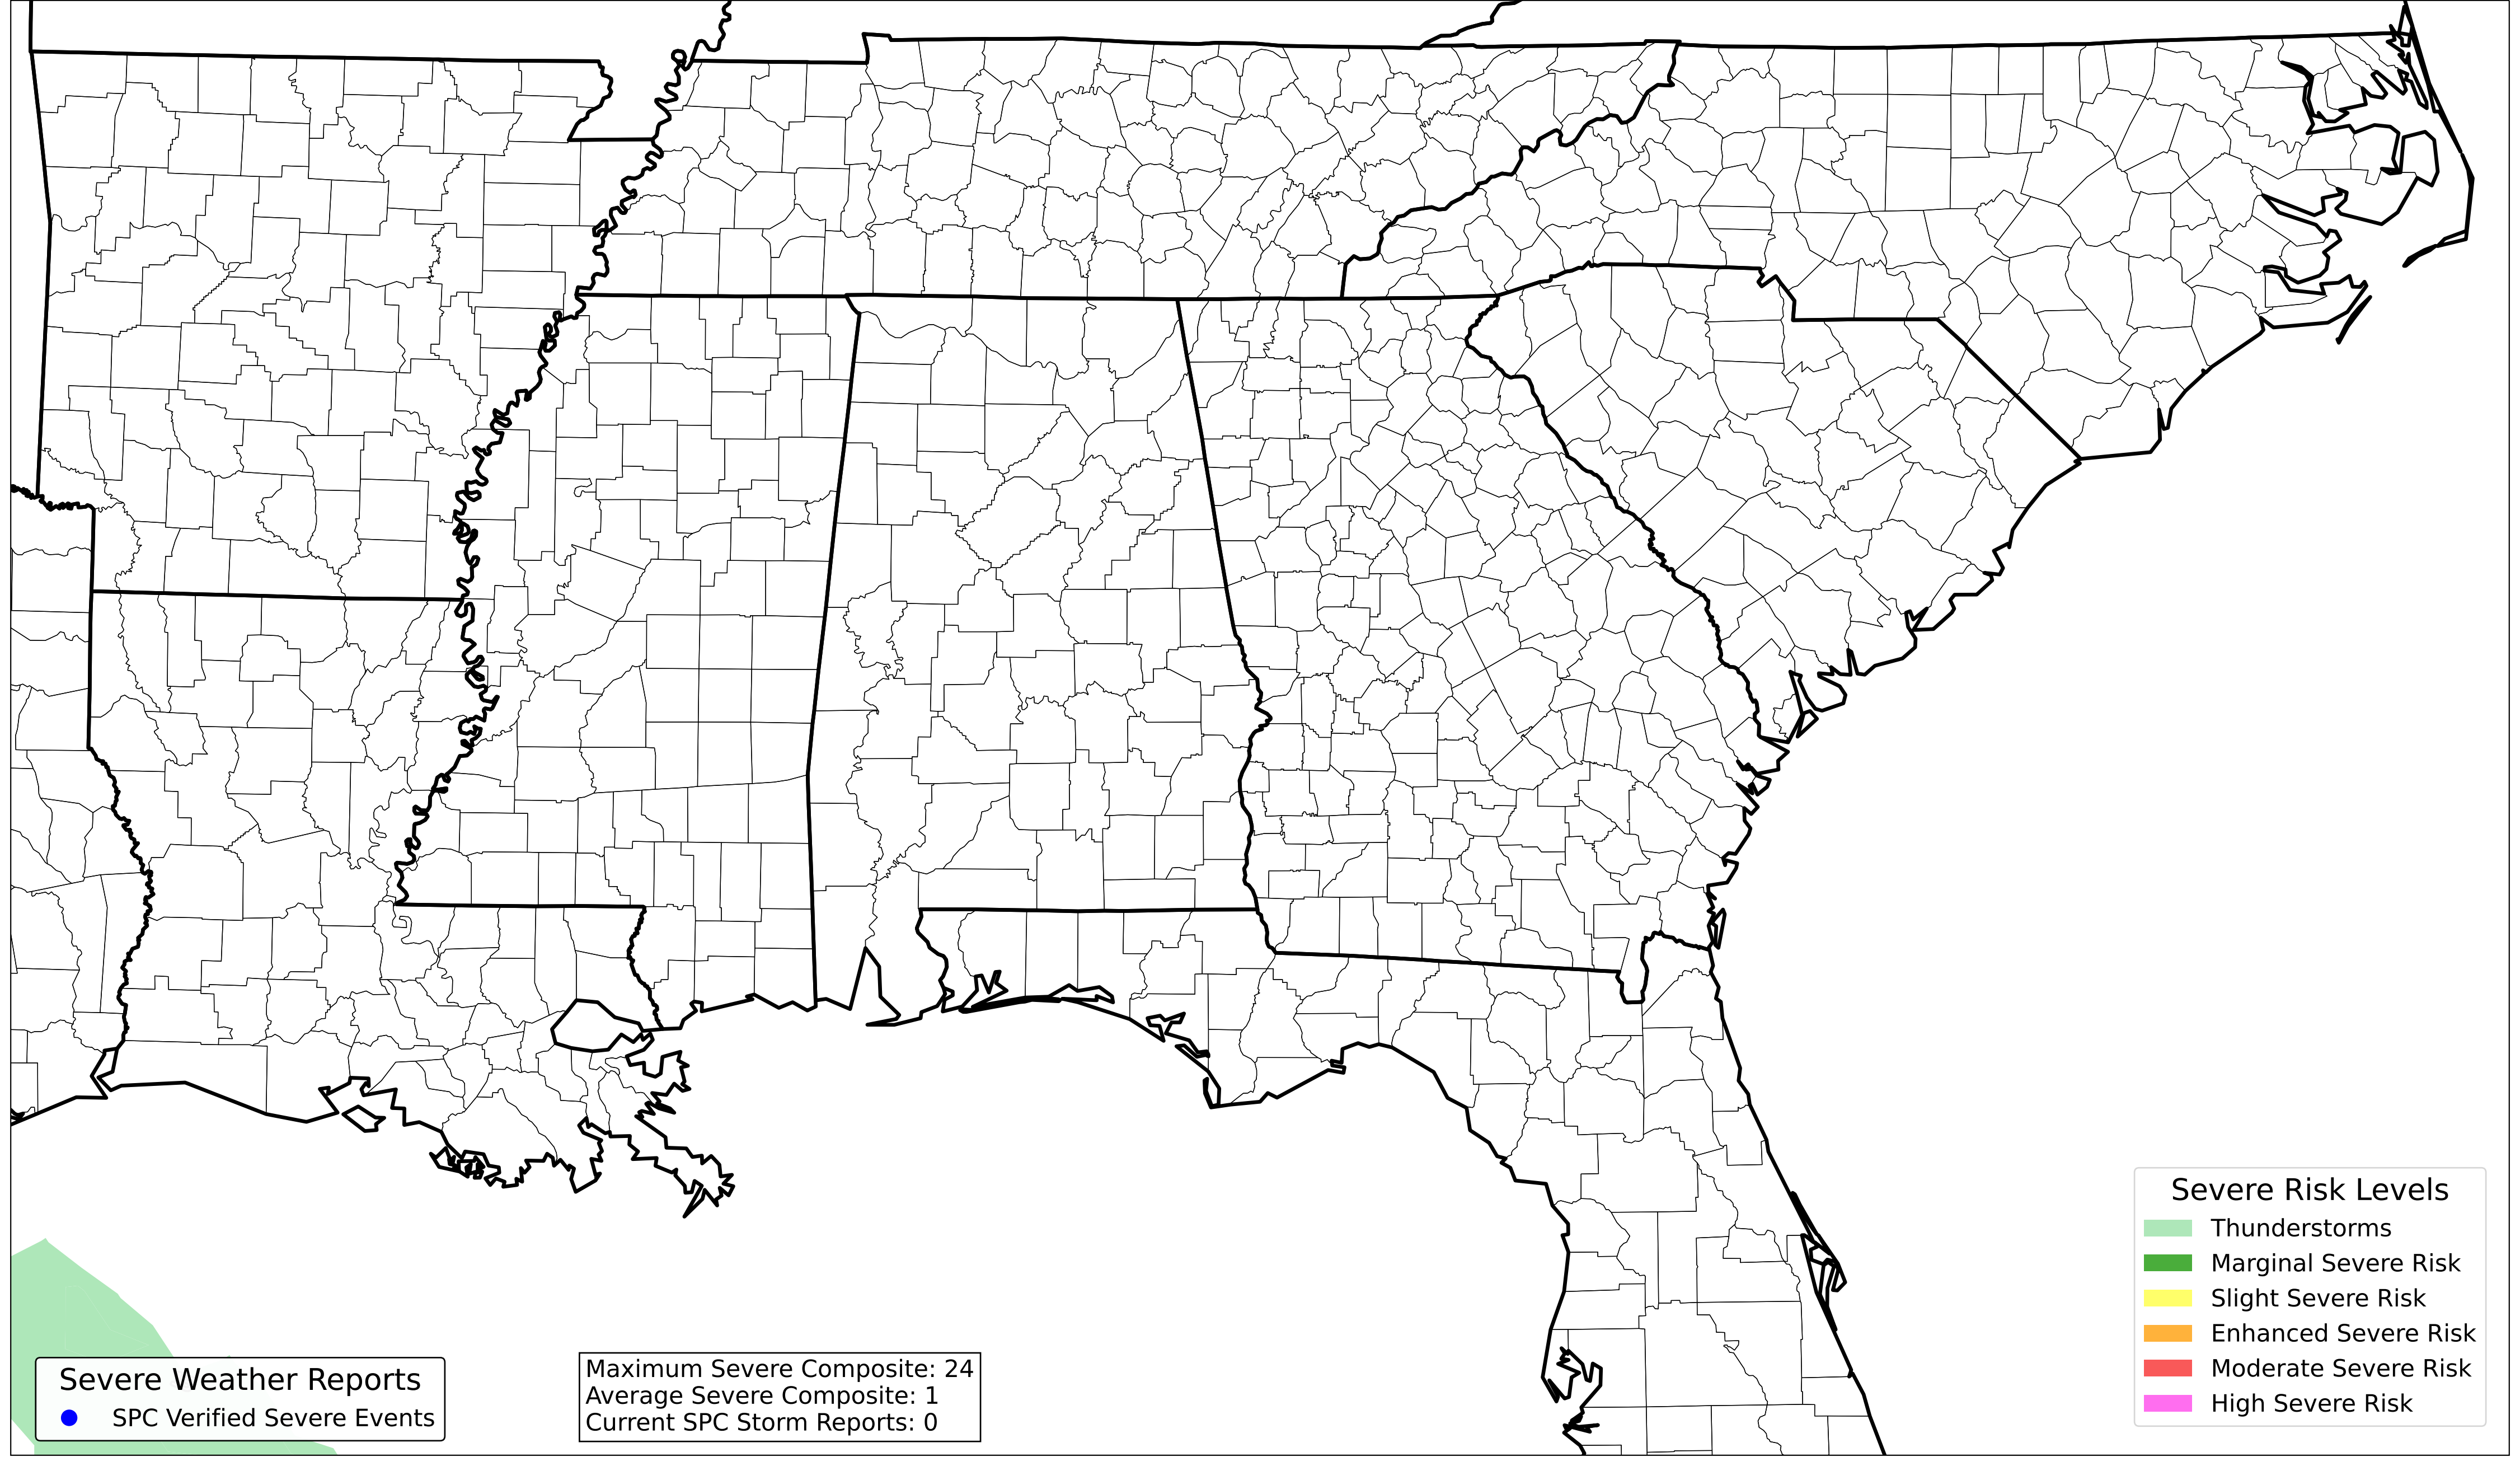 Severe Risk Levels
Thunderstorms
Marginal Severe Risk
Slight Severe Risk
Enhanced Severe Risk
Moderate Severe Risk
High Severe Risk
Severe Weather Reports
SPC Verified Severe Events
Maximum Severe Composite: 24
Average Severe Composite: 1
Current SPC Storm Reports: 0